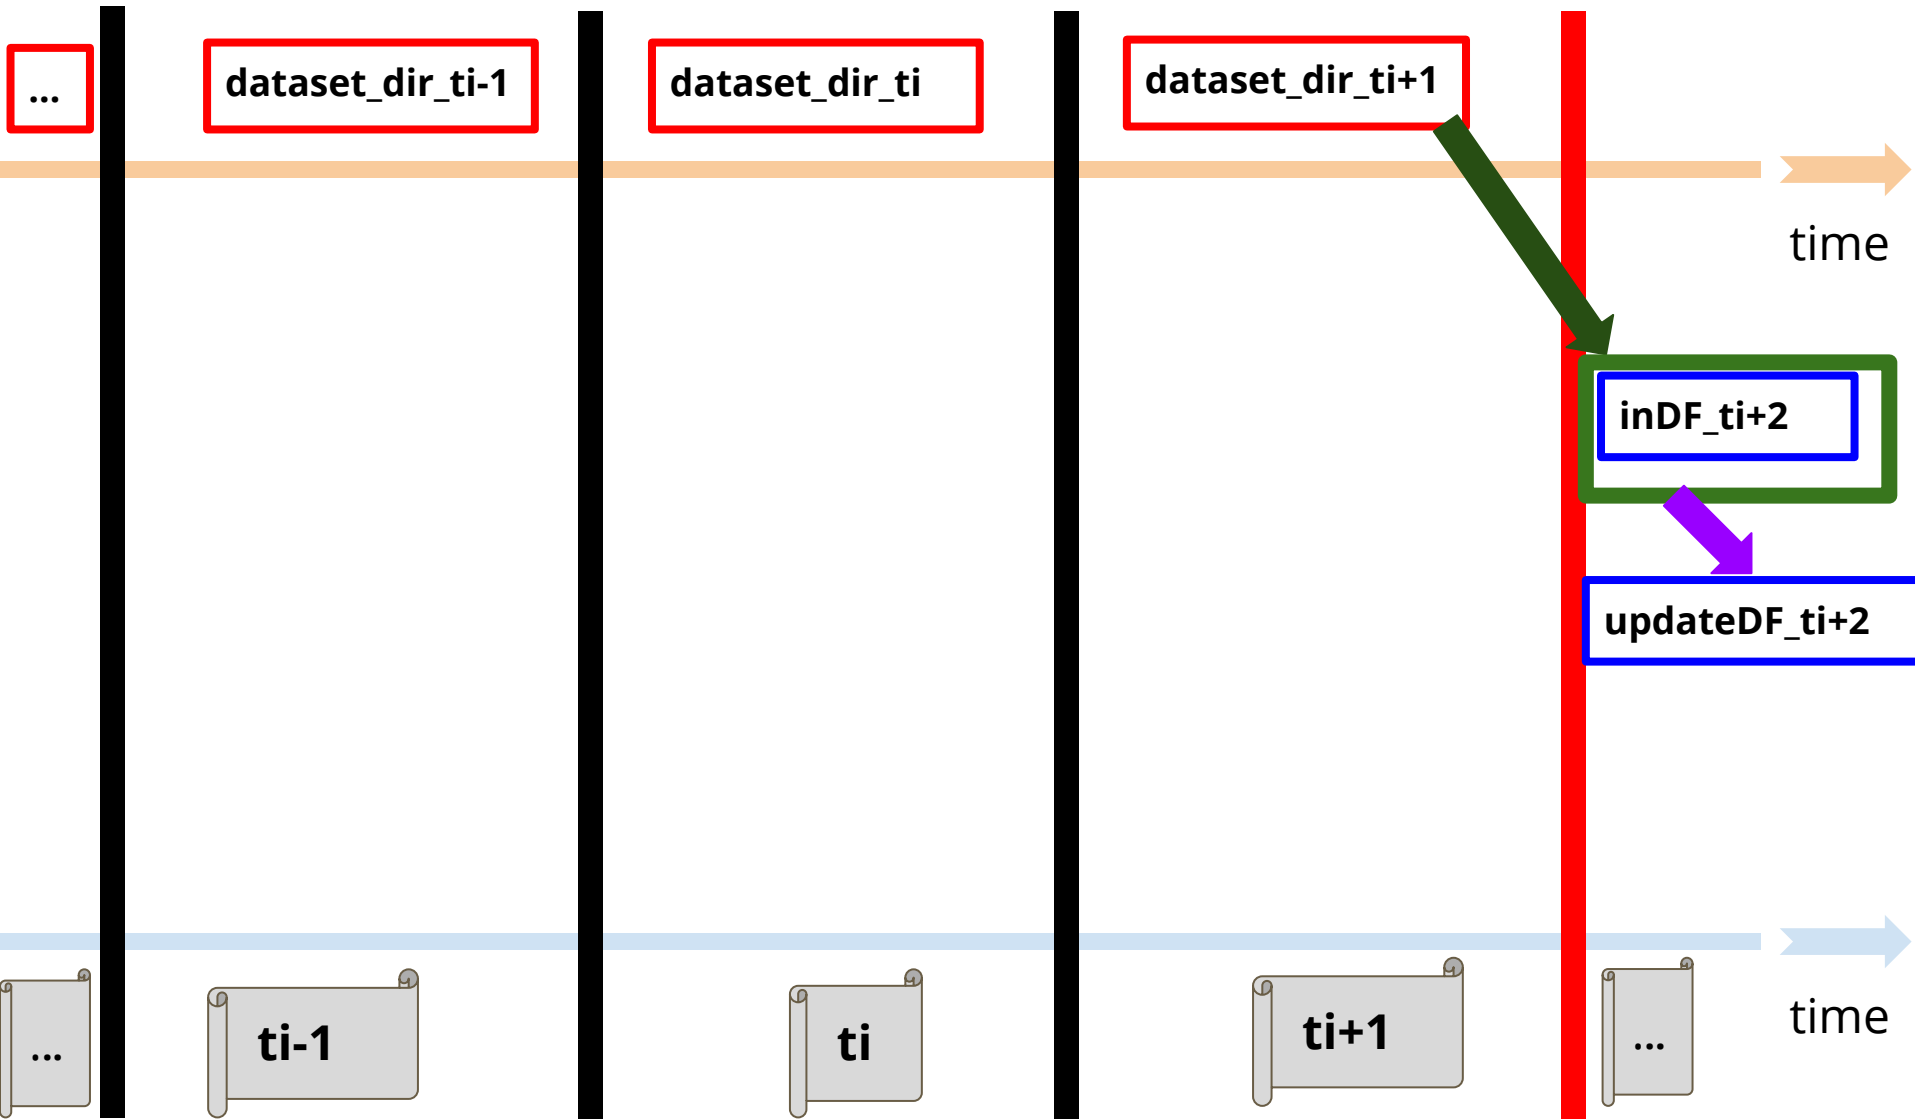 ...
dataset_dir_ti-1
dataset_dir_ti
dataset_dir_ti+1
time
inDF_ti+2
updateDF_ti+2
...
ti-1
ti
ti+1
...
time